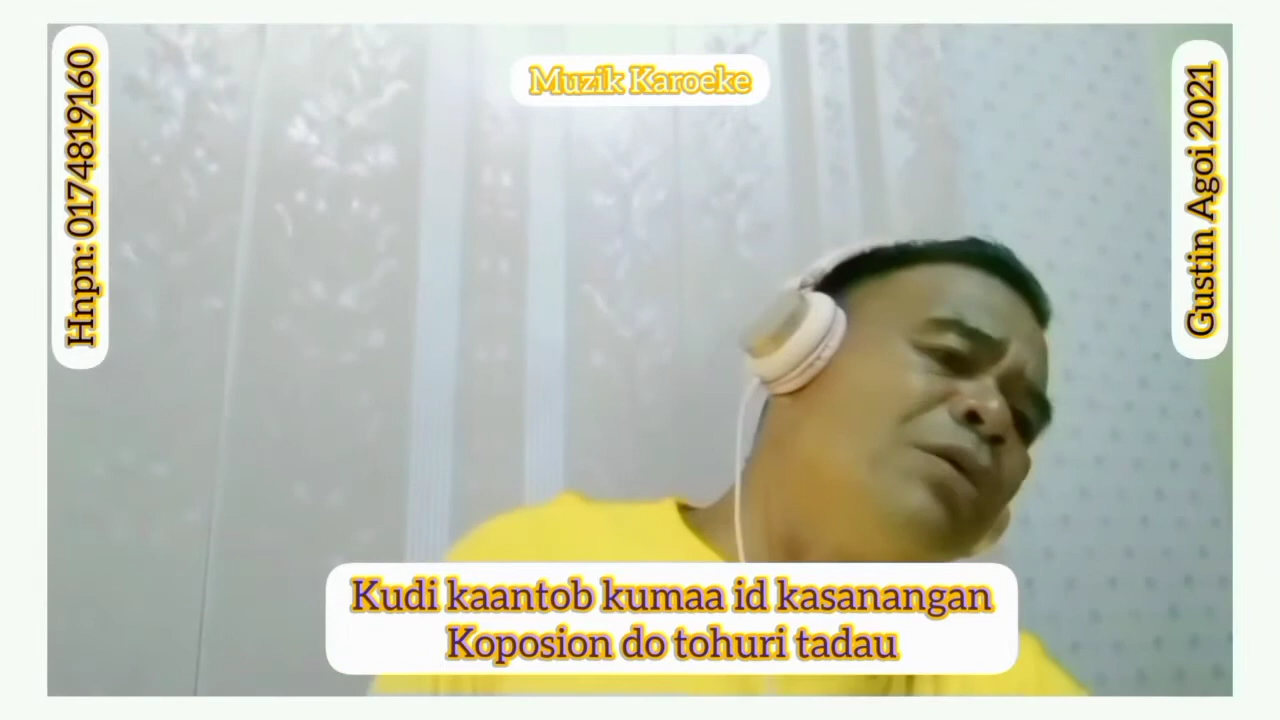 Muzik Karoeke
Hnpn: 0174819160
Gustin Agoi 2021
Kudi kaantob kumaa id kasanangan
Koposion do tohuri tadau